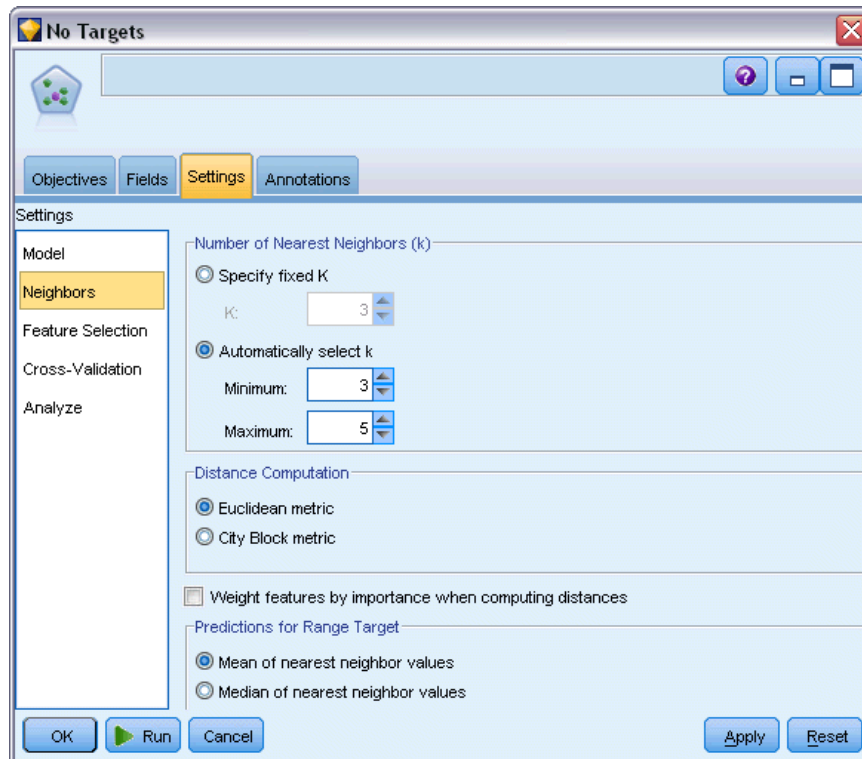 No Targets
Objectives Fields Settings Annotations
Settings
Model
Neighbors
Feature Selection
Cross-Validation
Analyze
Number of Nearest Neighbors (k)
Specify fixed K
K: 3
Automatically select k
Minimum: 3
Maximum: 5
Distance Computation
Euclidean metric
City Block metric
Weight features by importance when computing distances
Predictions for Range Target
Mean of nearest neighbor values
Median of nearest neighbor values
OK Run Cancel Apply Reset